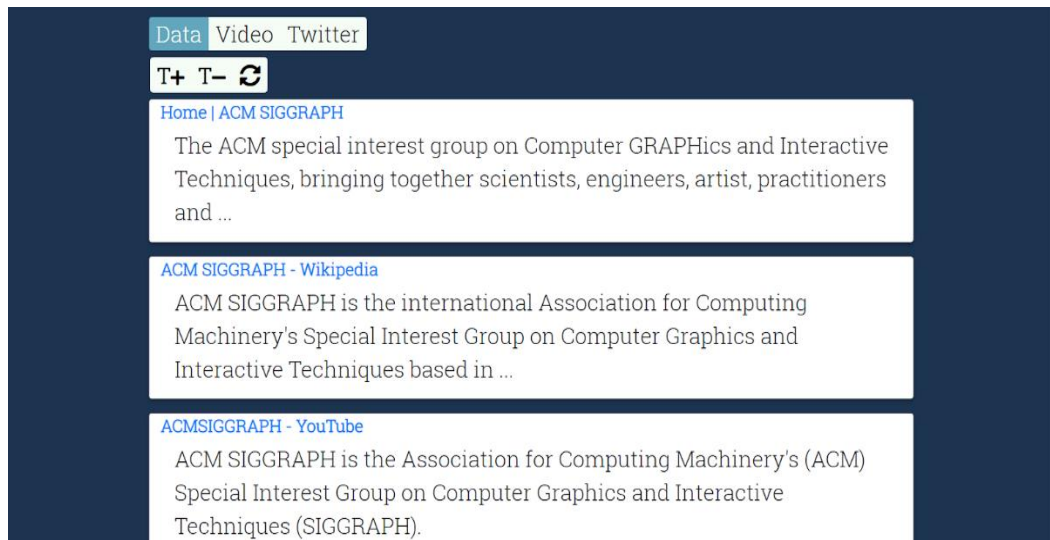 Data Video Twitter
T+ T−
Home | ACM SIGGRAPH
The ACM special interest group on Computer GRAPHics and Interactive
Techniques, bringing together scientists, engineers, artist, practitioners
and ...
ACM SIGGRAPH - Wikipedia
ACM SIGGRAPH is the international Association for Computing
Machinery's Special Interest Group on Computer Graphics and
Interactive Techniques based in ...
ACMSIGGRAPH - YouTube
ACM SIGGRAPH is the Association for Computing Machinery's (ACM)
Special Interest Group on Computer Graphics and Interactive
Techniques (SIGGRAPH).